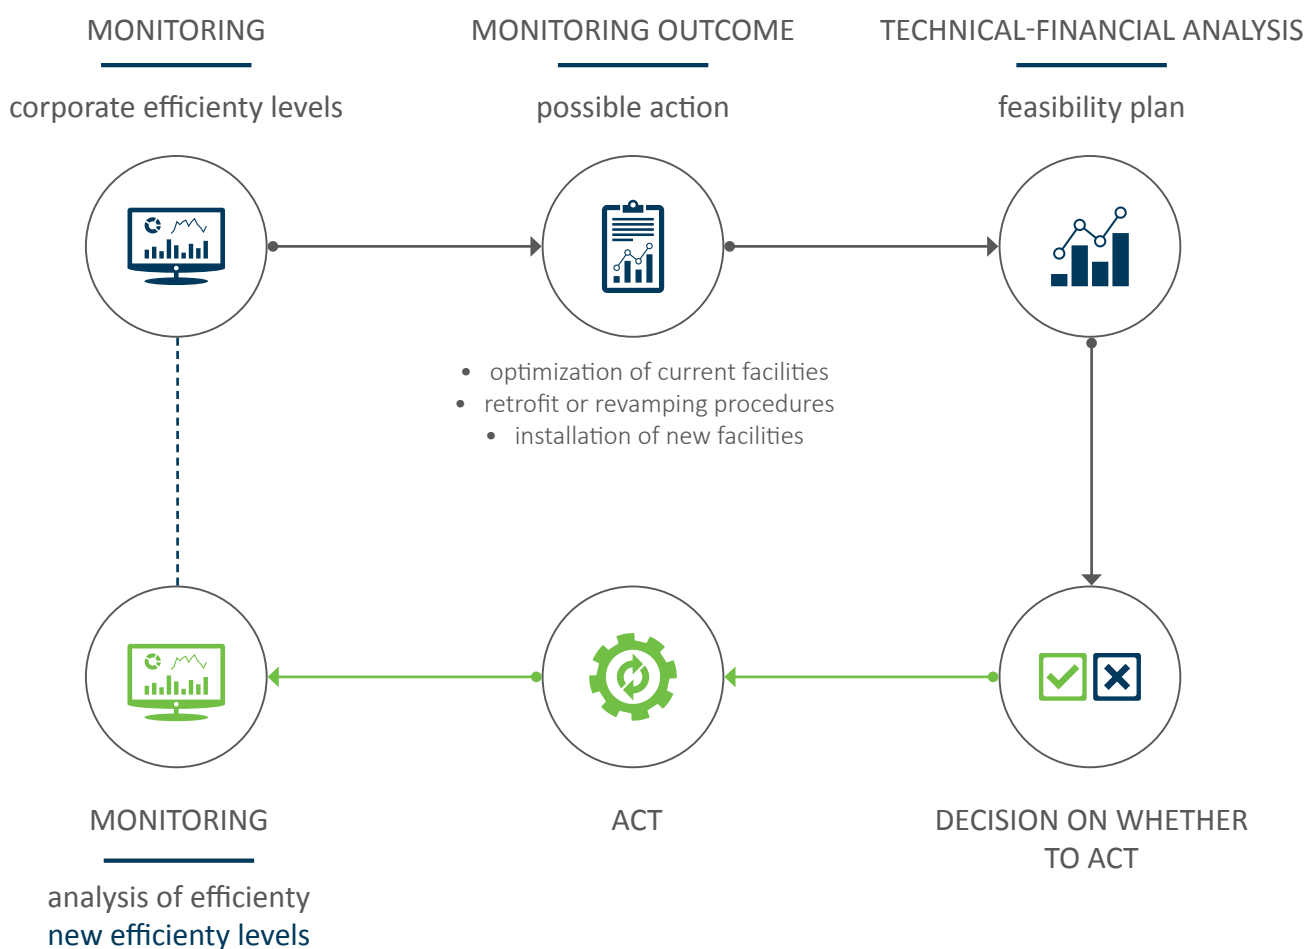 MONITORING
corporate efficienty levels
MONITORING OUTCOME
possible action
TECHNICAL-FINANCIAL ANALYSIS
feasibility plan
• optimization of current facilities
• retrofit or revamping procedures
• installation of new facilities
MONITORING
analysis of efficienty
new efficienty levels
ACT
DECISION ON WHETHER
TO ACT